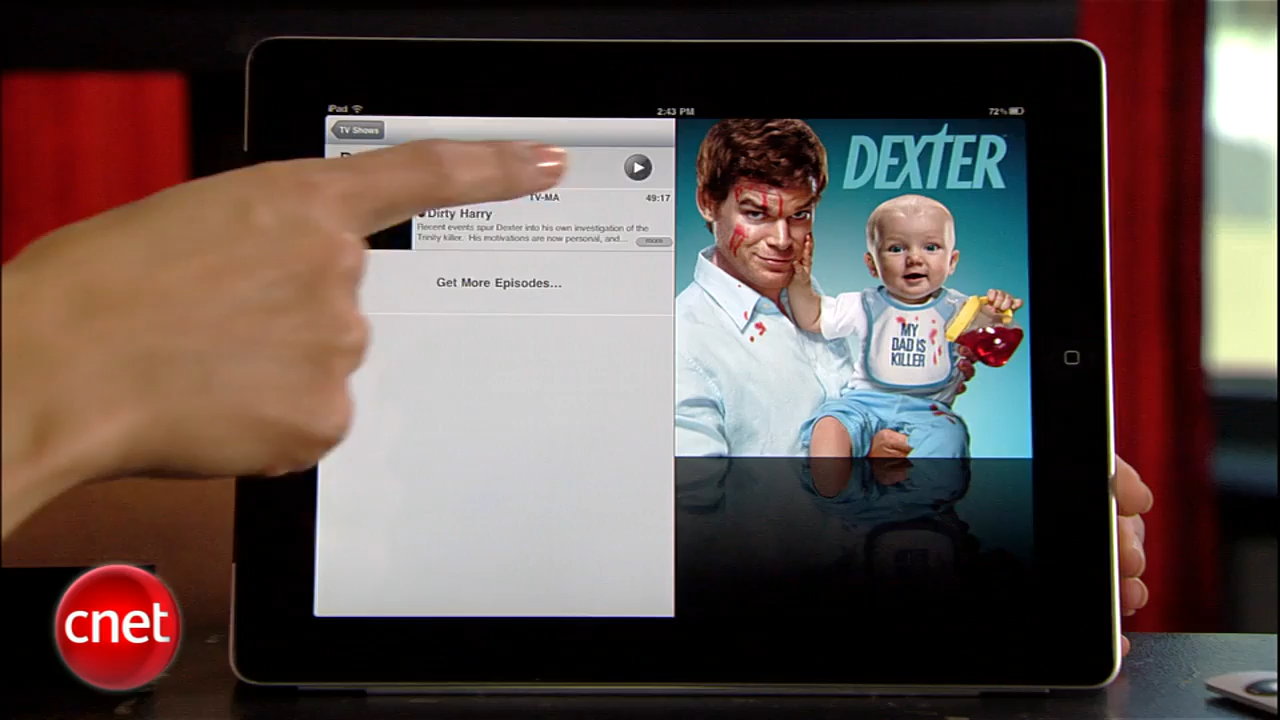 iPad
2:43 PM
72%
TV Shows
TV-MA
49:17
Dirty Harry
Recent events spur Dexter into his own investigation of the
Trinity killer. His motivations are now personal, and...
more
Get More Episodes...
DEXTER
MY
DAD IS
KILLER
cnet